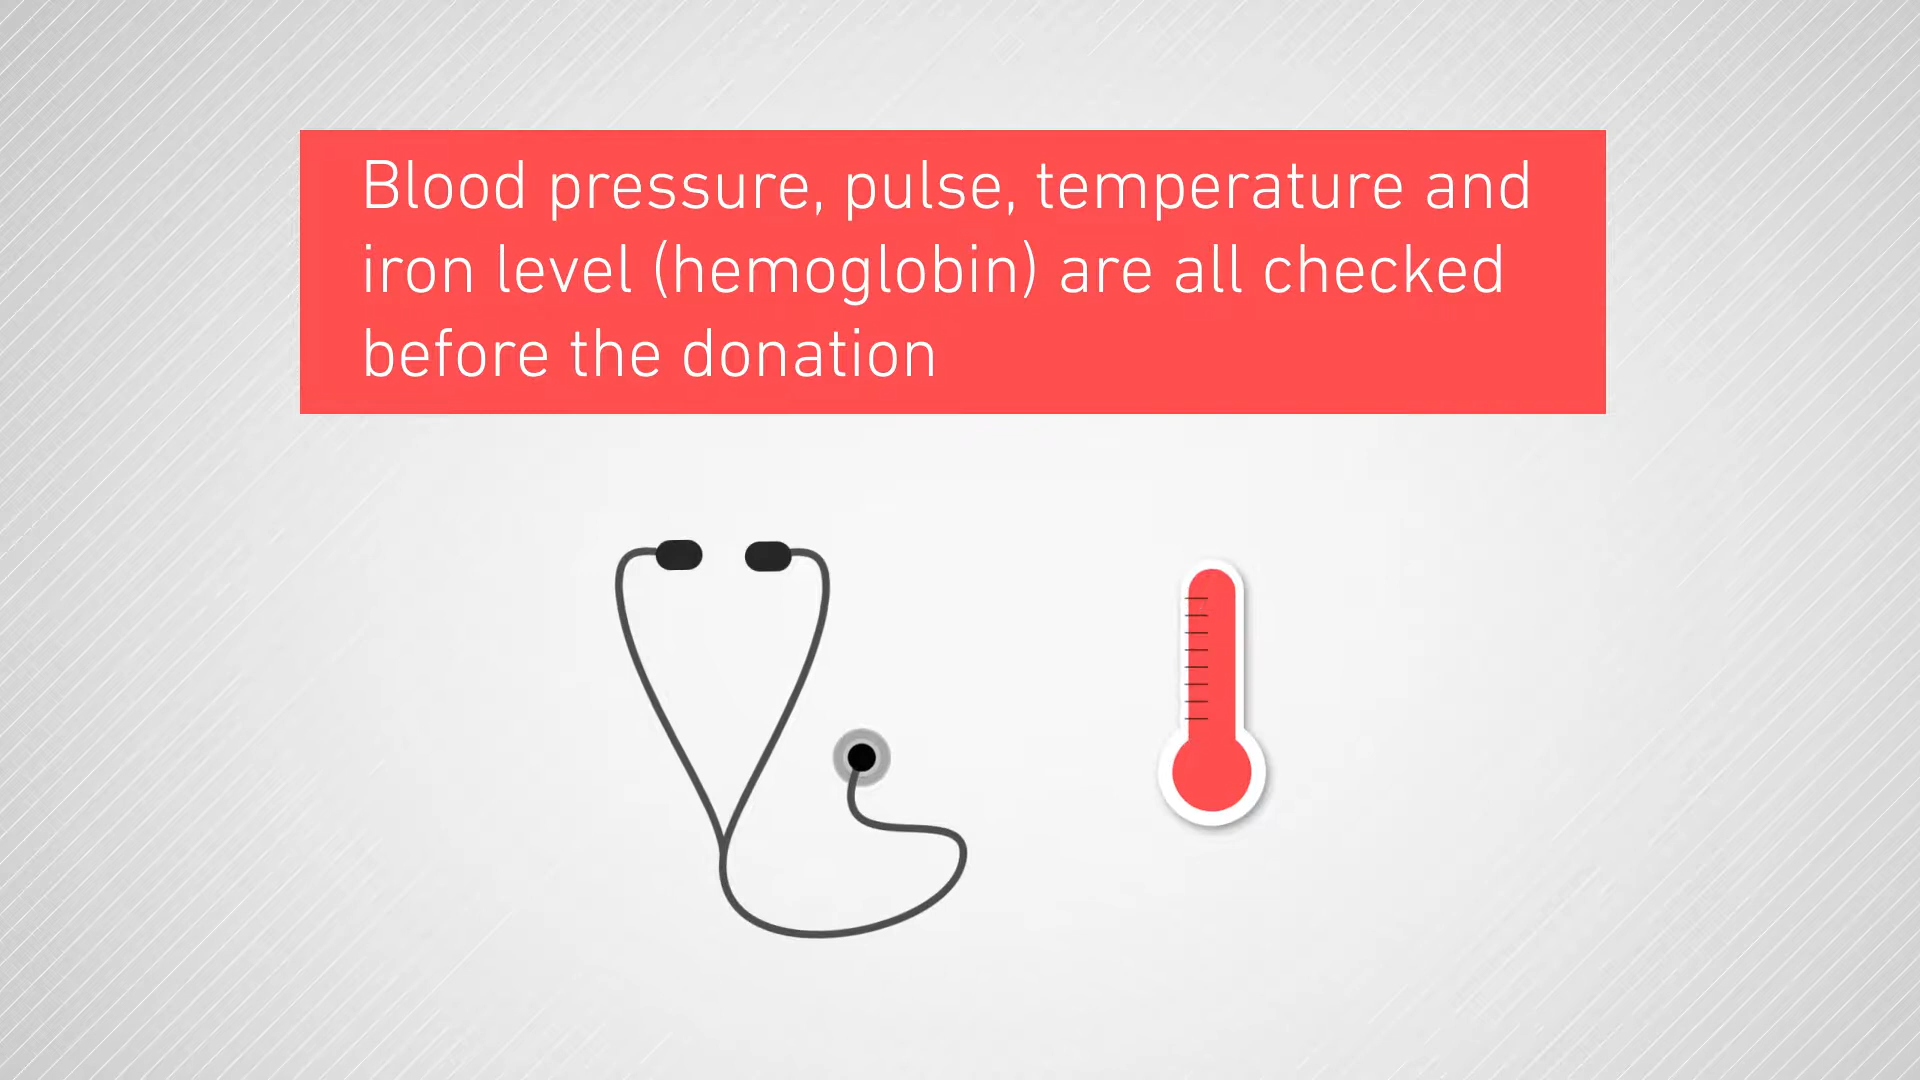 Blood pressure, pulse, temperature and
iron level (hemoglobin) are all checked
before the donation